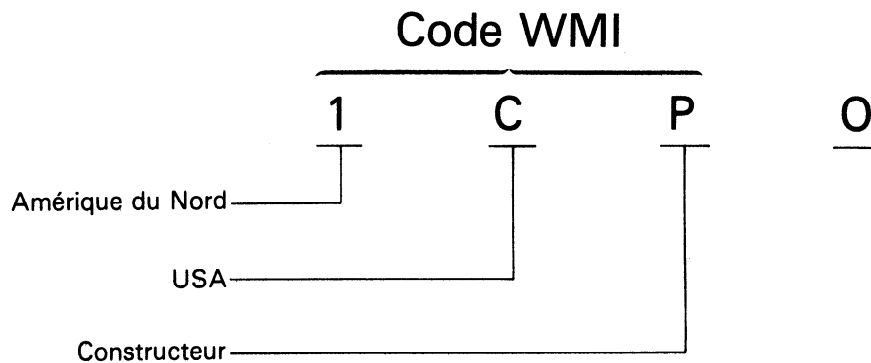 Code WMI
1 C P O
Amérique du Nord
USA
Constructeur